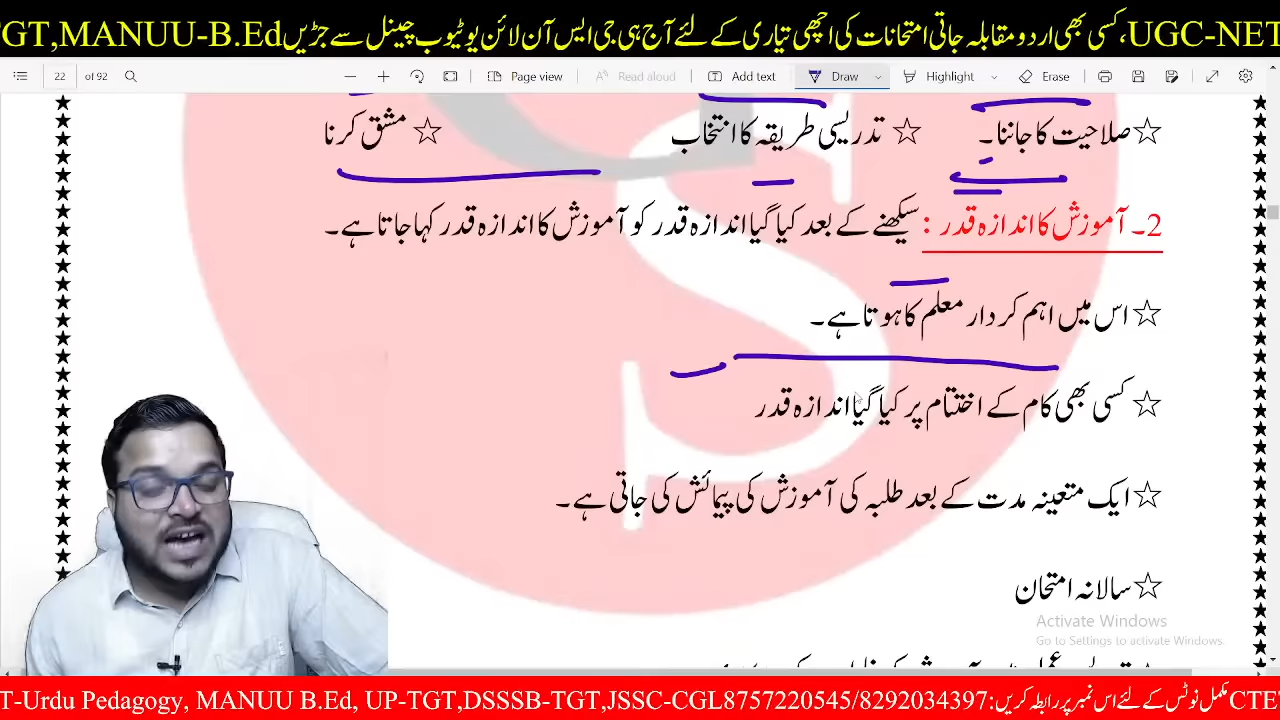 TGT,MANUU-B.Ed کسی بھی اردو مقابلہ جاتی امتحانات کی اچھی تیاری کے لئے آج ہی جی ایس آن لائن یوٹیوب چینل سے جڑیں ،UGC-NET
22 of 92 Page view Read aloud Add text Draw Highlight Erase
☆صلاحیت کا جاننا۔ ☆ تدریسی طریقہ کا انتخاب ☆ مشق کرنا
2۔ آموزش کا اندازہ قدر : سیکھنے کے بعد کیا گیا اندازہ قدر کو آموزش کا اندازہ قدر کہا جاتا ہے۔
☆ اس میں اہم کردار معلم کا ہوتا ہے۔
☆ کسی بھی کام کے اختتام پر کیا گیا اندازہ قدر
☆ ایک متعینہ مدت کے بعد طلبہ کی آموزش کی پیمائش کی جاتی ہے۔
☆ سالانہ امتحان
Activate Windows
Go to Settings to activate Windows.
T-Urdu Pedagogy, MANUU B.Ed, UP-TGT,DSSSB-TGT,JSSC-CGL8757220545/8292034397:مکمل نوٹس کے لئے اس نمبر پر رابطہ کریں CTE